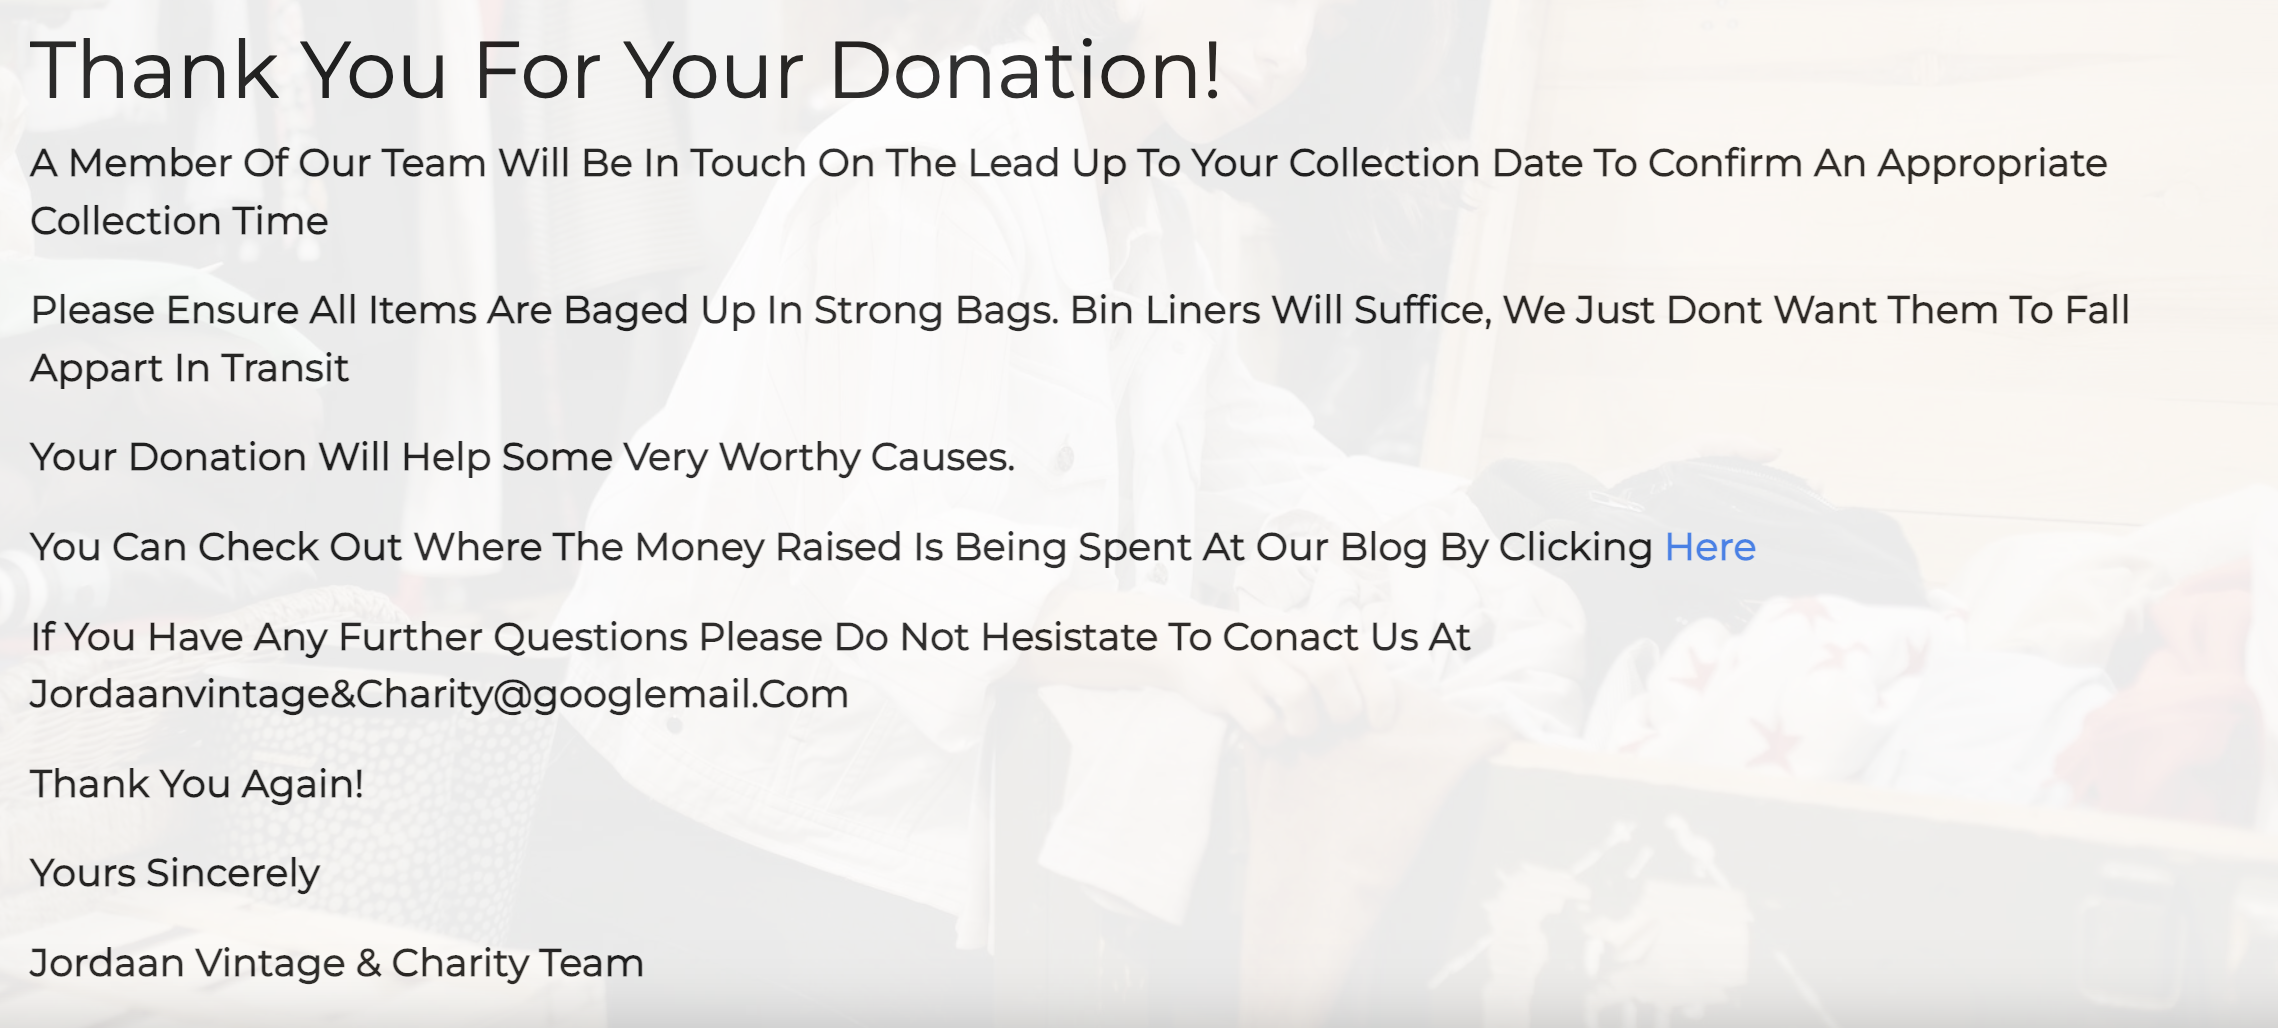 Thank You For Your Donation!
A Member Of Our Team Will Be In Touch On The Lead Up To Your Collection Date To Confirm An Appropriate
Collection Time
Please Ensure All Items Are Baged Up In Strong Bags. Bin Liners Will Suffice, We Just Dont Want Them To Fall
Appart In Transit
Your Donation Will Help Some Very Worthy Causes.
You Can Check Out Where The Money Raised Is Being Spent At Our Blog By Clicking Here
If You Have Any Further Questions Please Do Not Hesistate To Conact Us At
Jordaanvintage&Charity@googlemail.Com
Thank You Again!
Yours Sincerely
Jordaan Vintage & Charity Team